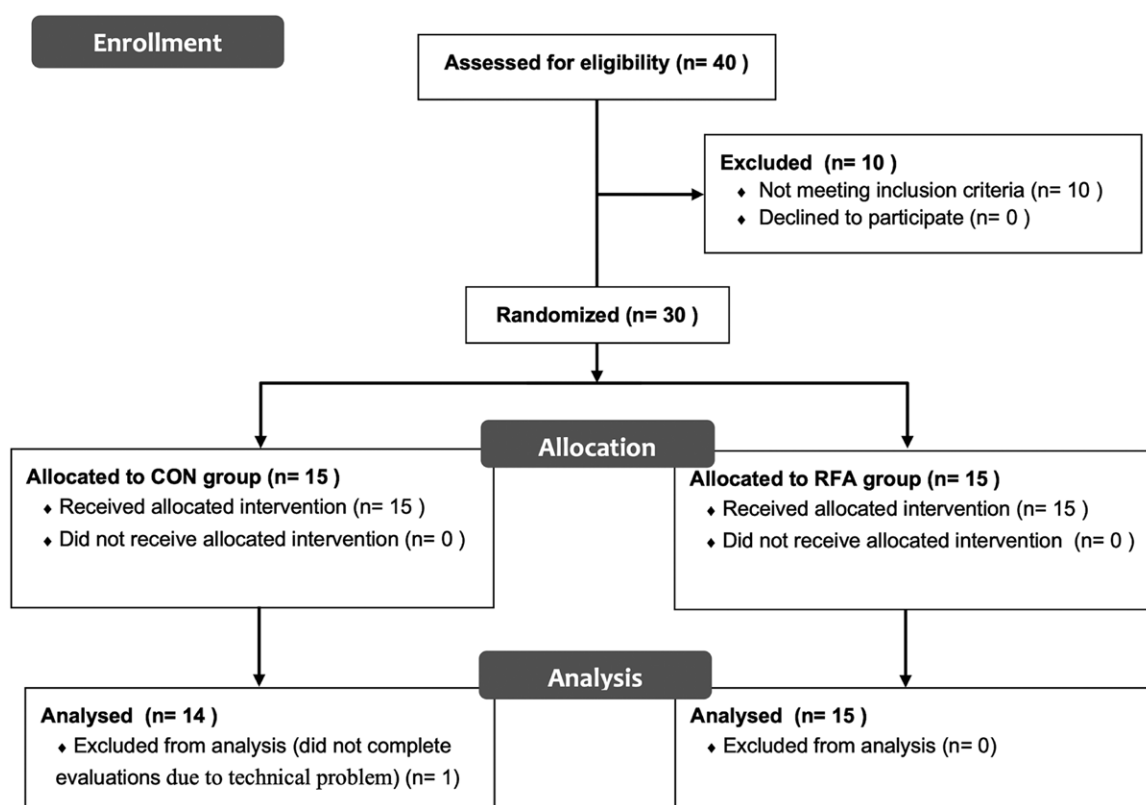 Enrollment
Assessed for eligibility (n= 40 )
Excluded (n= 10 )
♦ Not meeting inclusion criteria (n= 10 )
♦ Declined to participate (n= 0 )
Randomized (n= 30 )
Allocation
Allocated to CON group (n= 15 )
♦ Received allocated intervention (n= 15 )
♦ Did not receive allocated intervention (n= 0 )
Allocated to RFA group (n= 15 )
♦ Received allocated intervention (n= 15 )
♦ Did not receive allocated intervention (n= 0 )
Analysis
Analysed (n= 14 )
♦ Excluded from analysis (did not complete
evaluations due to technical problem) (n= 1)
Analysed (n= 15 )
♦ Excluded from analysis (n= 0)